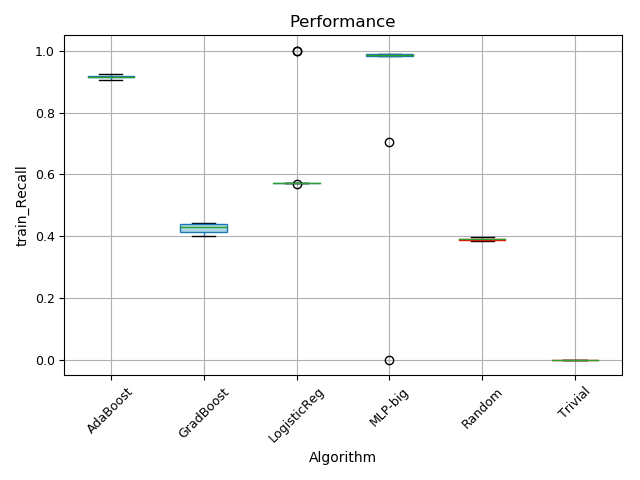 Performance
train_Recall
1.0
0.8
0.6
0.4
0.2
0.0
AdaBoost
GradBoost
LogisticReg
MLP-big
Random
Trivial
Algorithm